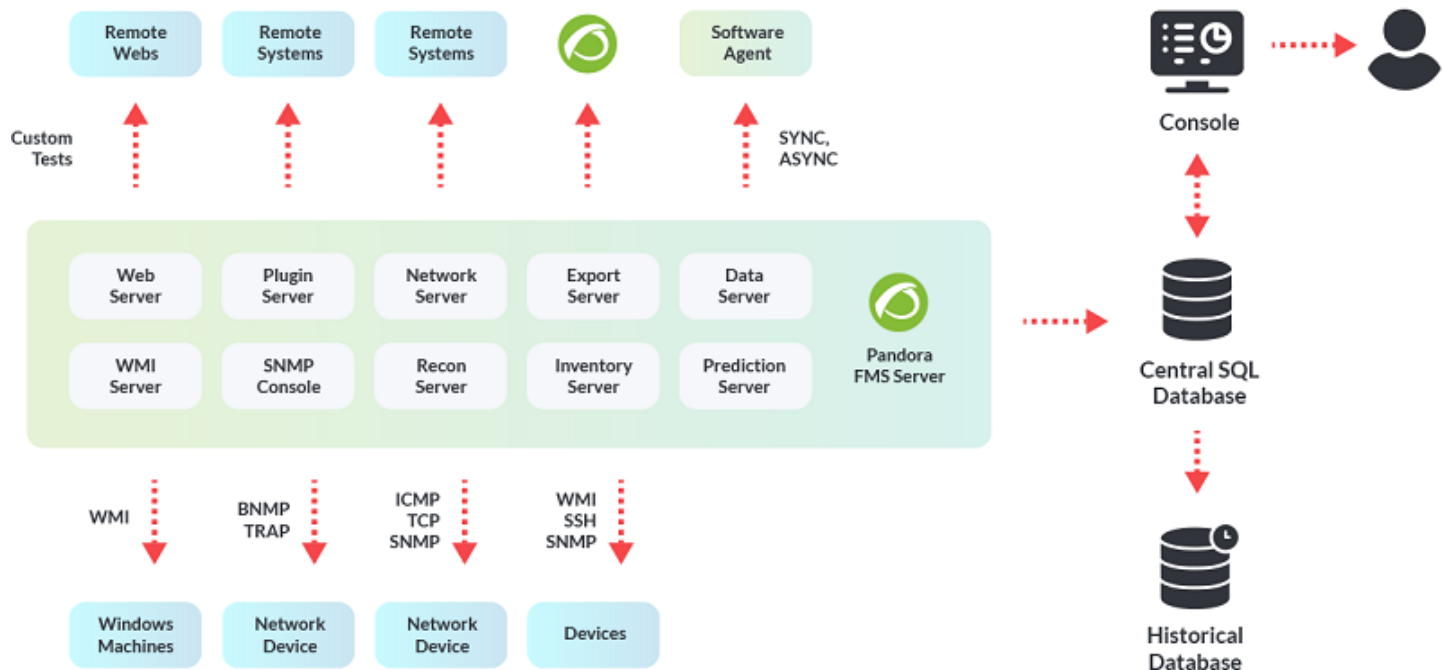 Remote
Webs
Remote
Systems
Remote
Systems
Software
Agent
Custom
Tests
SYNC,
ASYNC
Console
Web
Server
Plugin
Server
Network
Server
Export
Server
Data
Server
WMI
Server
SNMP
Console
Recon
Server
Inventory
Server
Prediction
Server
Pandora
FMS Server
Central SQL
Database
WMI
BNMP
TRAP
ICMP
TCP
SNMP
WMI
SSH
SNMP
Windows
Machines
Network
Device
Network
Device
Devices
Historical
Database